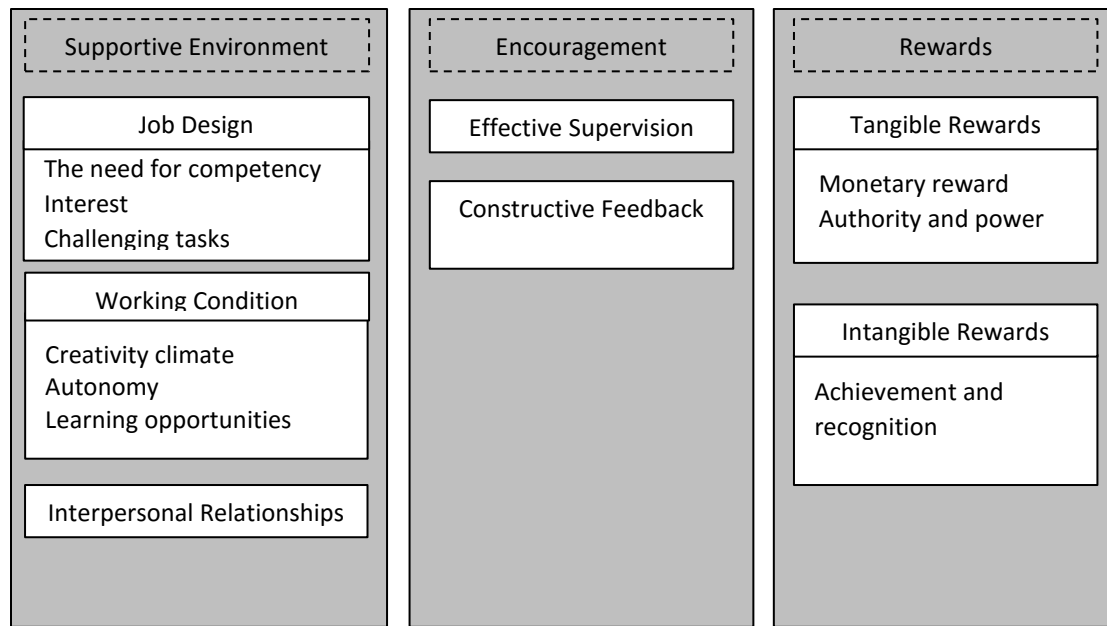 Supportive Environment
Job Design
The need for competency
Interest
Challenging tasks
Working Condition
Creativity climate
Autonomy
Learning opportunities
Interpersonal Relationships
Encouragement
Effective Supervision
Constructive Feedback
Rewards
Tangible Rewards
Monetary reward
Authority and power
Intangible Rewards
Achievement and
recognition